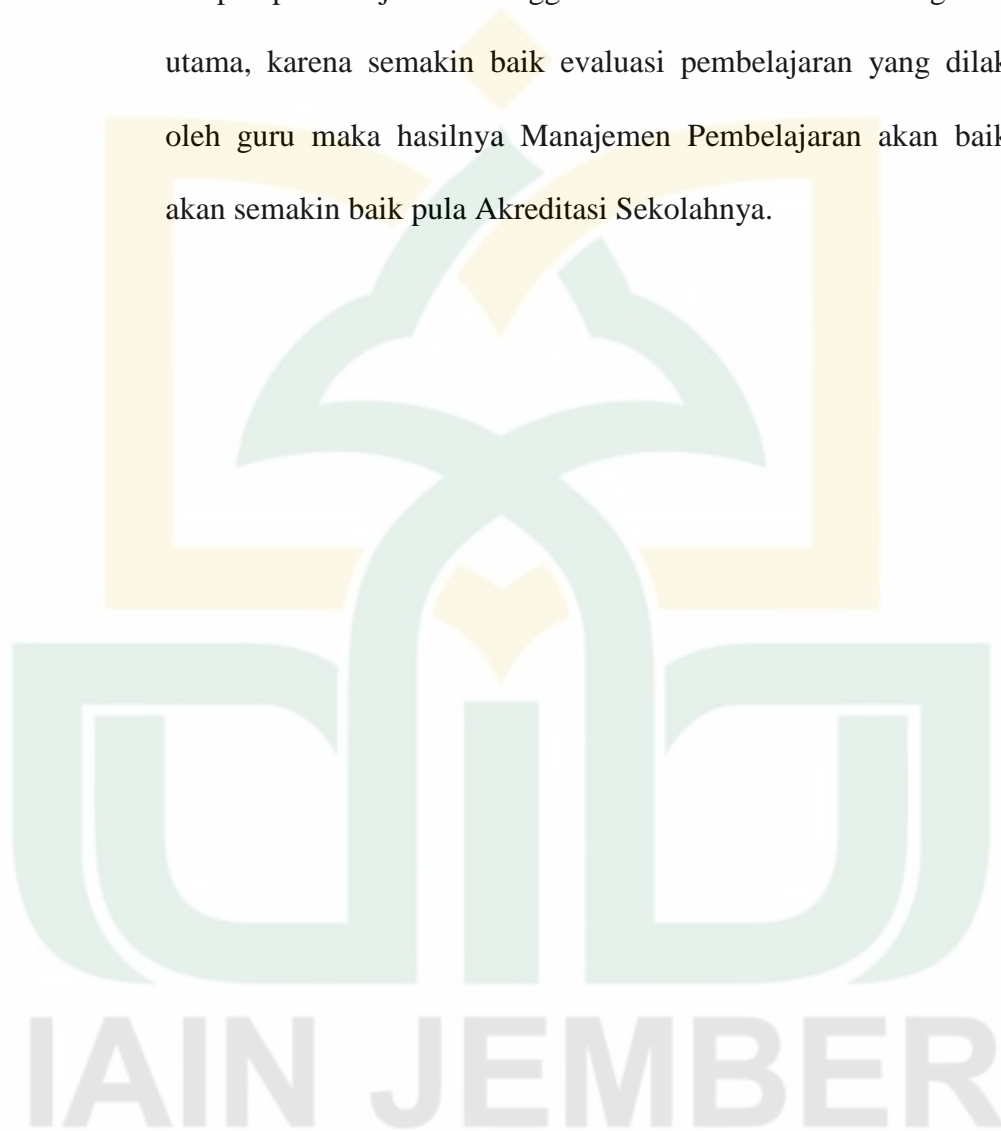 utama, karena semakin baik evaluasi pembelajaran yang
oleh guru maka hasilnya Manajemen Pembelajaran akan baik
akan semakin baik pula Akreditasi Sekolahnya.
IAIN JEMBER